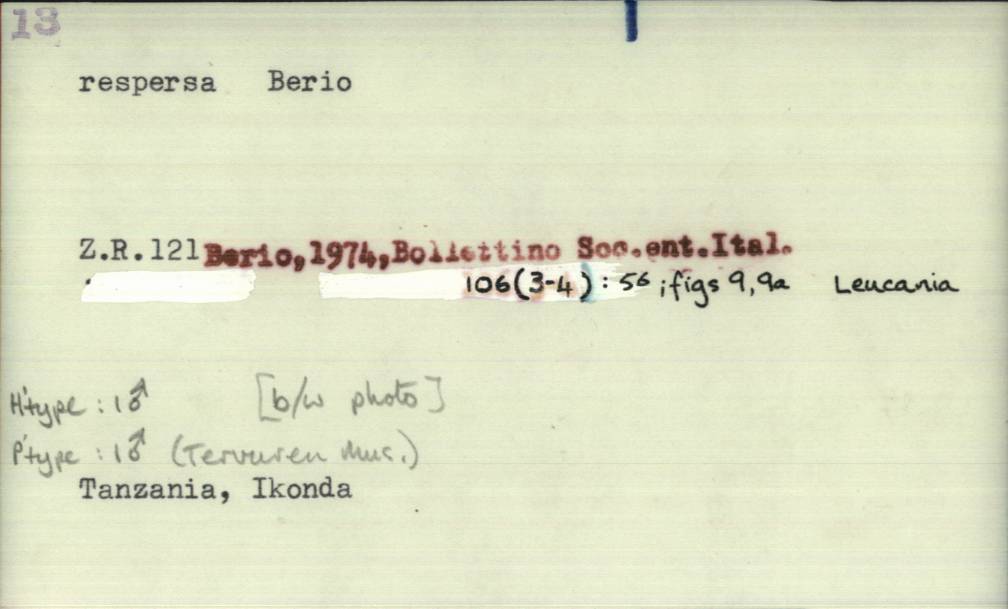 13
respersa Berio
Z.R.121 Berio,1974,Bollettino Soc.ent.Ital.
106(3-4): 56 ;figs 9,9a Leucania
H'type : 1♂ [b/w photo]
P'type : 1♂ (Tervuren Mus.)
Tanzania, Ikonda